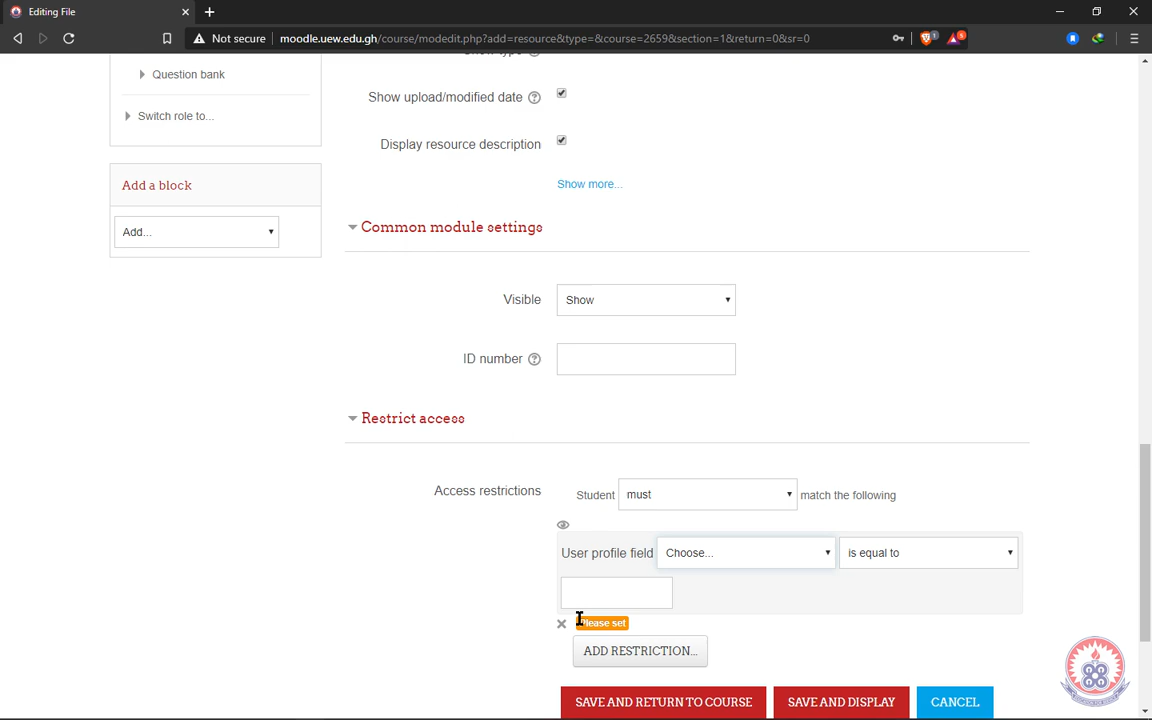 Editing File
Not secure
moodle.uew.edu.gh/course/modedit.php?add=resource&type=&course=2659&section=1&return=0&sr=0
Question bank
Switch role to...
Add a block
Add...
Show upload/modified date
Display resource description
Show more...
Common module settings
Visible
Show
ID number
Restrict access
Access restrictions
Student must match the following
User profile field Choose... is equal to
Please set
ADD RESTRICTION...
SAVE AND RETURN TO COURSE
SAVE AND DISPLAY
CANCEL